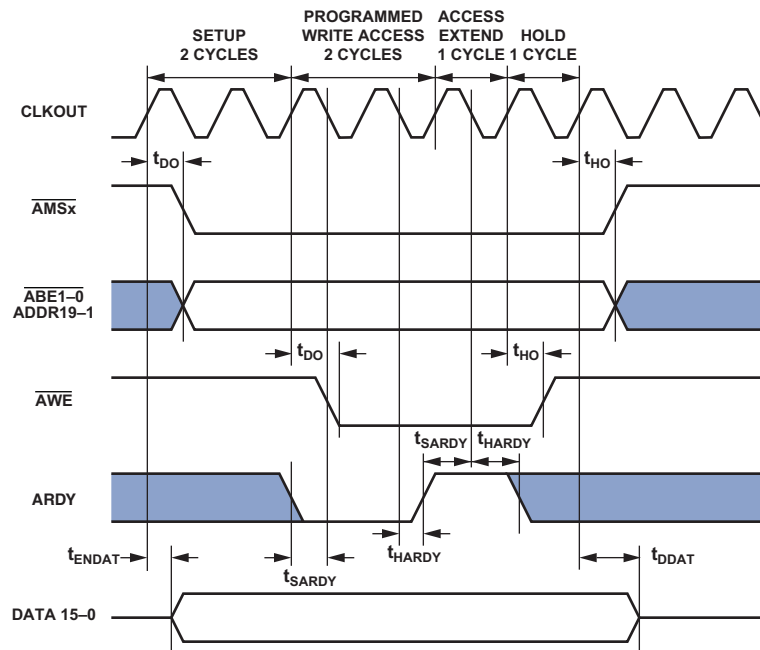 SETUP
2 CYCLES
PROGRAMMED
WRITE ACCESS
2 CYCLES
ACCESS
EXTEND
1 CYCLE
HOLD
1 CYCLE
CLKOUT
tDO
tHO
AMSx
ABE1–0
ADDR19–1
tDO
tHO
AWE
tSARDY
tHARDY
ARDY
tENDAT
tSARDY
tHARDY
tDDAT
DATA 15–0